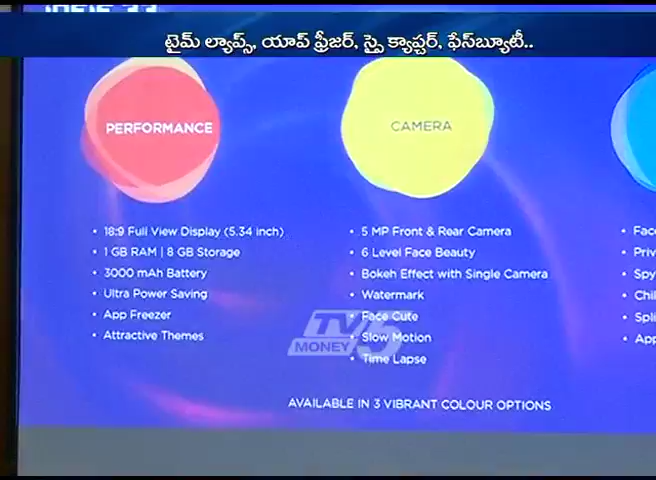 టైమ్ ల్యాప్స్, యాప్ ఫ్రీజర్, స్పై క్యాప్చర్, ఫేస్‌బ్యూటీ..
PERFORMANCE
• 18:9 Full View Display (5.34 inch)
• 1 GB RAM | 8 GB Storage
• 3000 mAh Battery
• Ultra Power Saving
• App Freezer
• Attractive Themes
CAMERA
• 5 MP Front & Rear Camera
• 6 Level Face Beauty
• Bokeh Effect with Single Camera
• Watermark
• Face Cute
• Slow Motion
• Time Lapse
TV5
MONEY
AVAILABLE IN 3 VIBRANT COLOUR OPTIONS